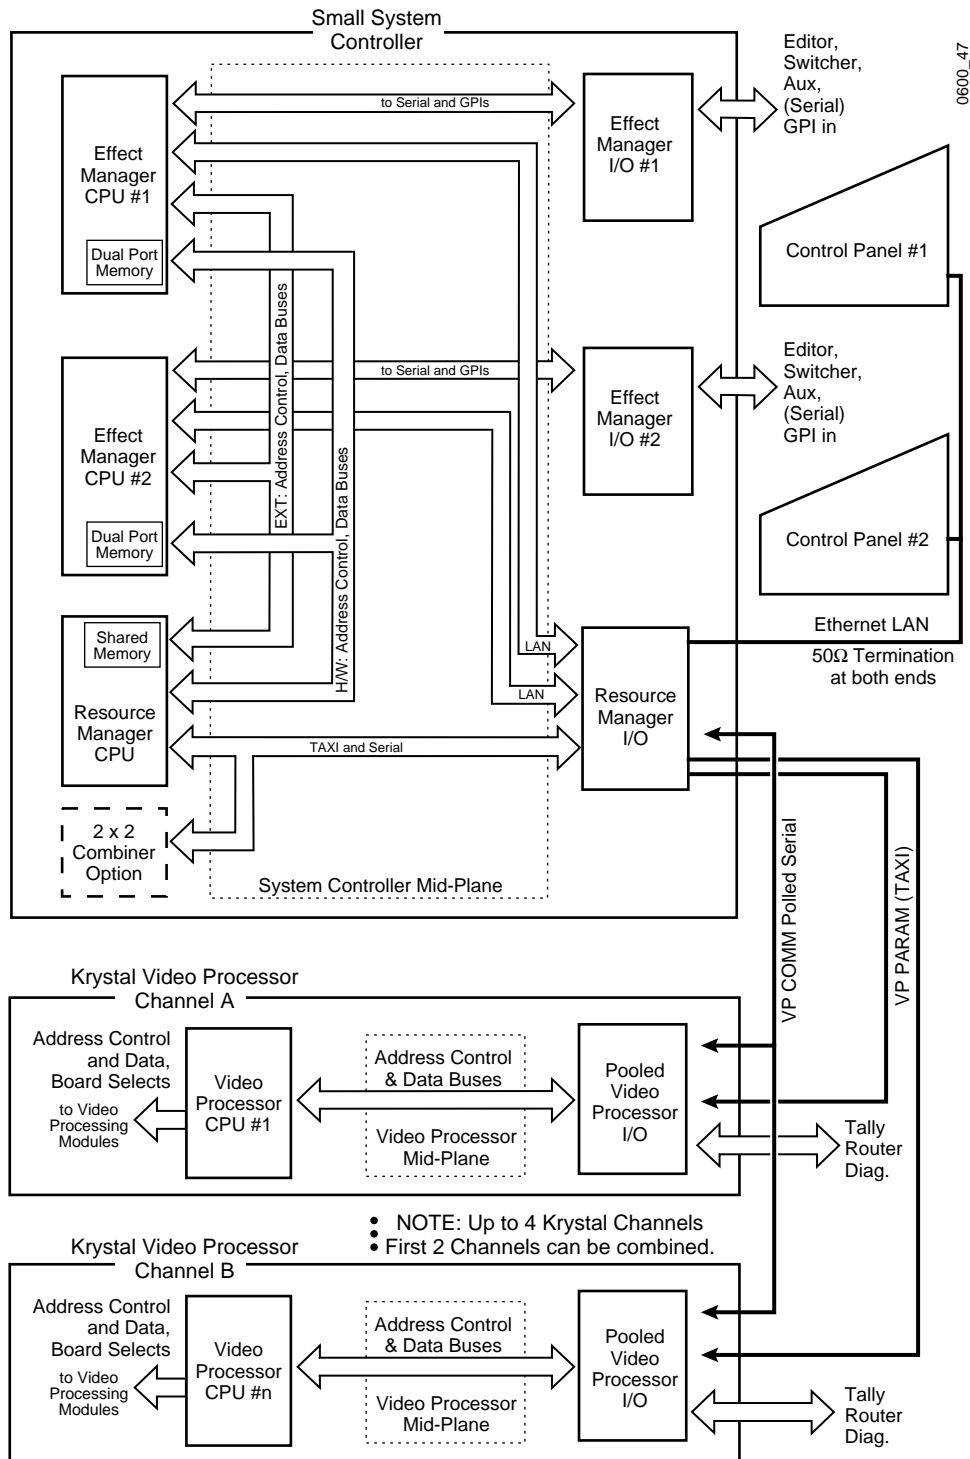 Small System
Controller
0600_47
Effect
Manager
CPU #1
Dual Port
Memory
to Serial and GPIs
Effect
Manager
I/O #1
Editor,
Switcher,
Aux,
(Serial)
GPI in
Control Panel #1
EXT: Address Control, Data Buses
H/W: Address Control, Data Buses
Effect
Manager
CPU #2
Dual Port
Memory
to Serial and GPIs
Effect
Manager
I/O #2
Editor,
Switcher,
Aux,
(Serial)
GPI in
Control Panel #2
Shared
Memory
Resource
Manager
CPU
LAN
LAN
TAXI and Serial
Resource
Manager
I/O
Ethernet LAN
50Ω Termination
at both ends
2 x 2
Combiner
Option
System Controller Mid-Plane
VP COMM Polled Serial
VP PARAM (TAXI)
Krystal Video Processor
Channel A
Address Control
and Data,
Board Selects
to Video
Processing
Modules
Video
Processor
CPU #1
Address Control
& Data Buses
Video Processor
Mid-Plane
Pooled
Video
Processor
I/O
Tally
Router
Diag.
NOTE: Up to 4 Krystal Channels
First 2 Channels can be combined.
Krystal Video Processor
Channel B
Address Control
and Data,
Board Selects
to Video
Processing
Modules
Video
Processor
CPU #n
Address Control
& Data Buses
Video Processor
Mid-Plane
Pooled
Video
Processor
I/O
Tally
Router
Diag.